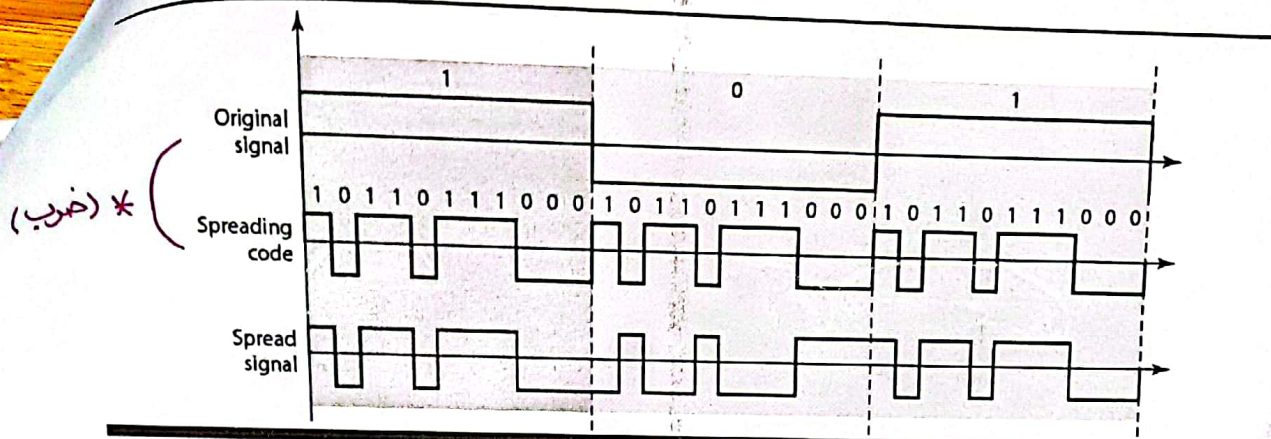 1 0 1
Original
signal
* (ضرب)
1 0 1 1 0 1 1 1 0 0 0 1 0 1 1 0 1 1 1 0 0 0 1 0 1 1 0 1 1 1 0 0 0
Spreading
code
Spread
signal